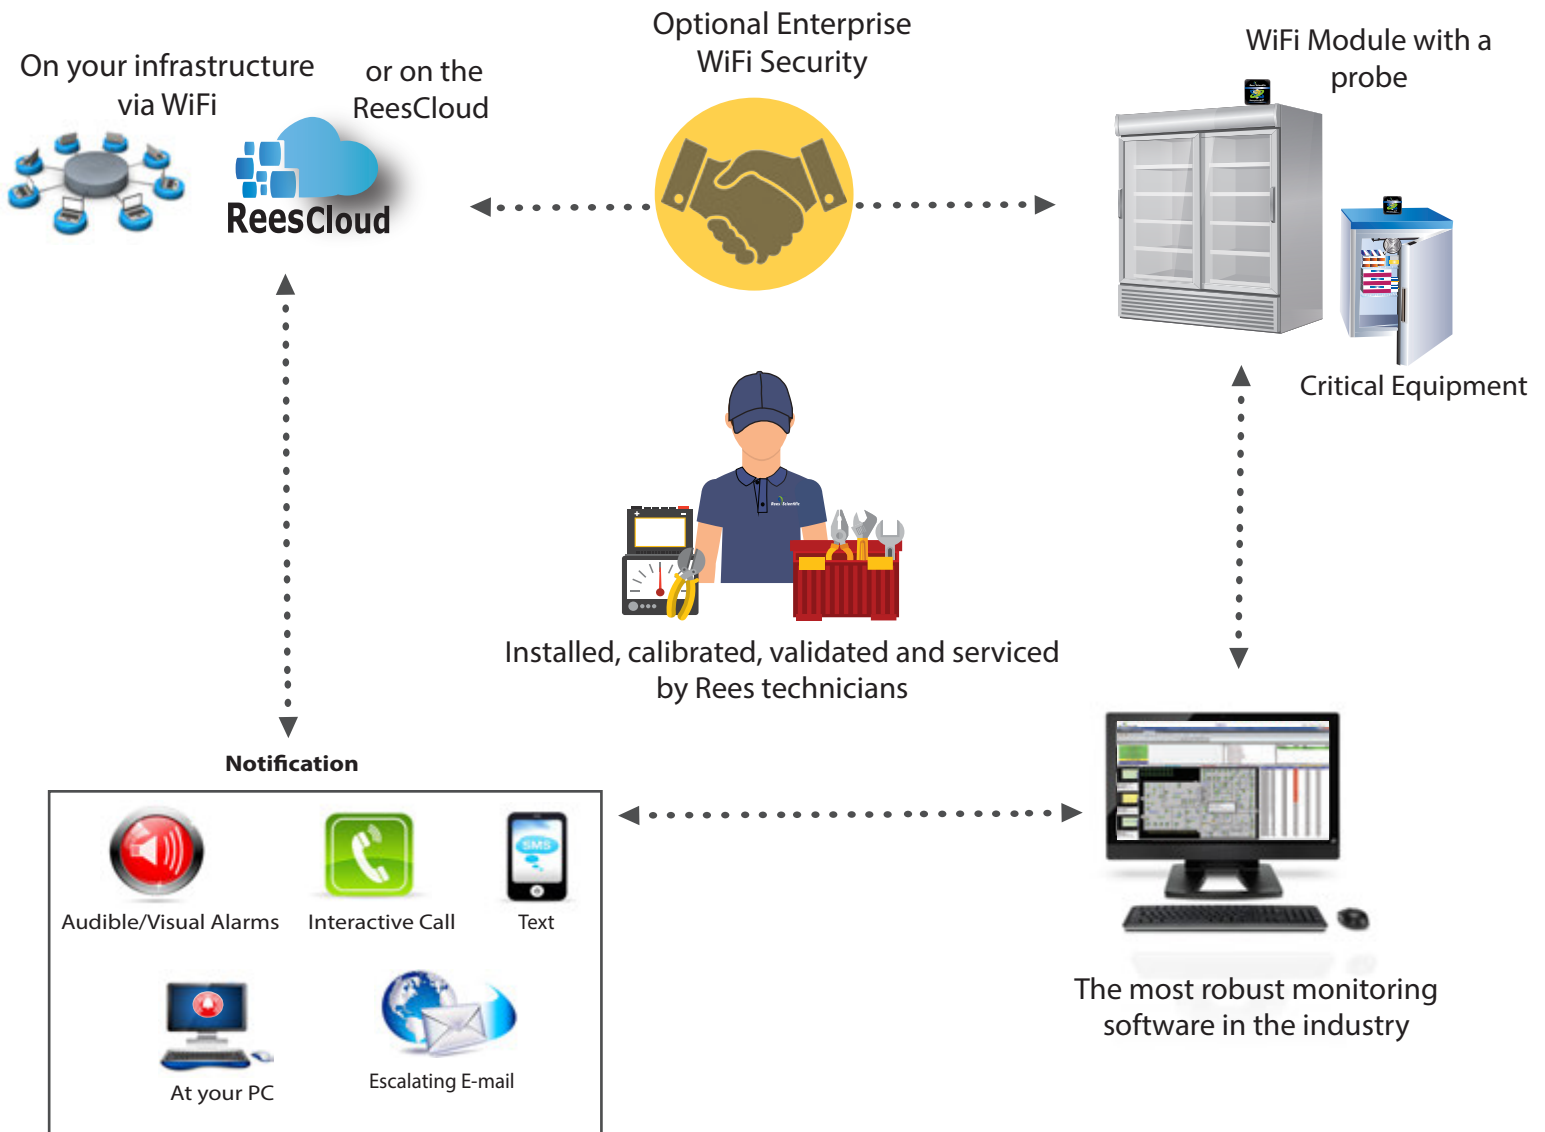 On your infrastructure
via WiFi
or on the
ReesCloud
ReesCloud
Optional Enterprise
WiFi Security
WiFi Module with a
probe
Critical Equipment
Rees Scientific
Installed, calibrated, validated and serviced
by Rees technicians
Notification
Audible/Visual Alarms
Interactive Call
SMS
Text
At your PC
Escalating E-mail
The most robust monitoring
software in the industry